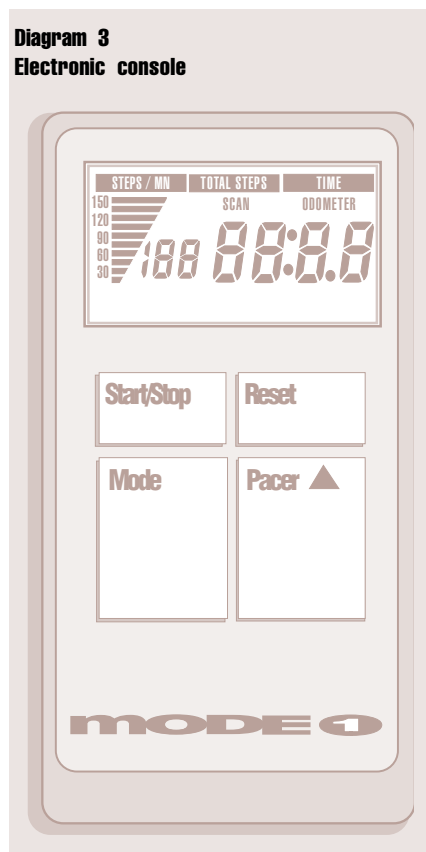 Diagram 3
Electronic console
STEPS / MN TOTAL STEPS TIME
SCAN ODOMETER
150
120
90
60
30
188 88:8.8
Start/Stop Reset
Mode Pacer ▲
MODE 1